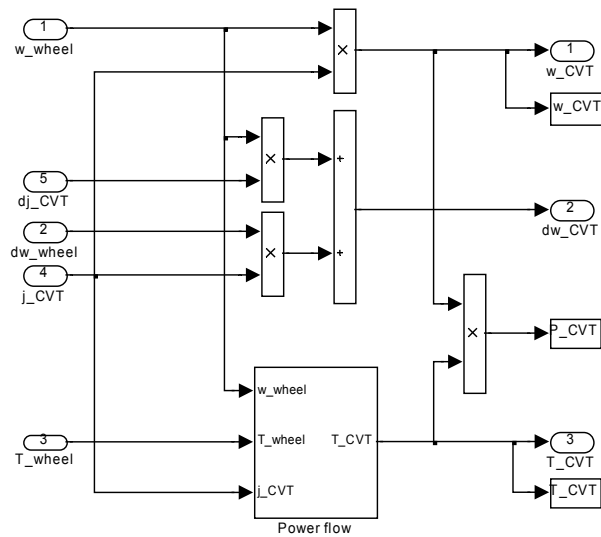 1
w_wheel
×
1
w_CVT
w_CVT
×
5
dj_CVT
+
2
dw_wheel
×
+
2
dw_CVT
4
j_CVT
×
P_CVT
w_wheel
3
T_wheel
T_wheel
T_CVT
3
T_CVT
j_CVT
T_CVT
Power flow